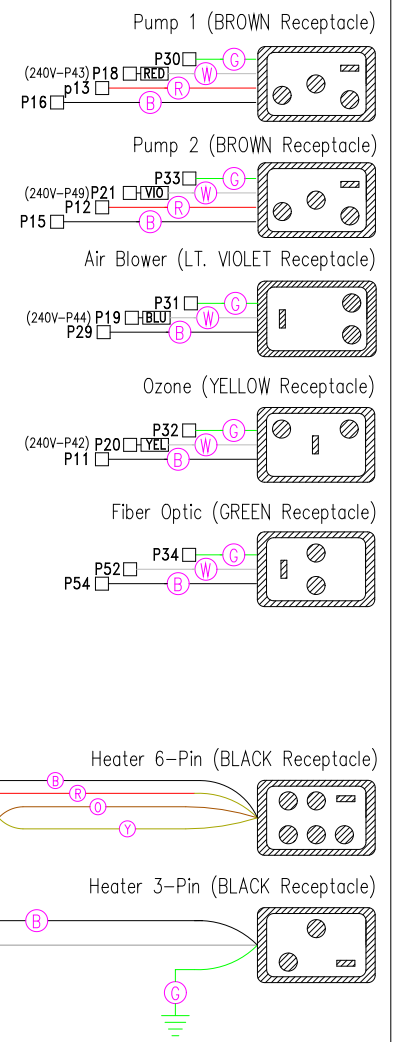 Pump 1 (BROWN Receptacle)
P30 G
(240V-P43) P18 RED W
p13 R
P16 B
Pump 2 (BROWN Receptacle)
P33 G
(240V-P49) P21 VIO W
P12 R
P15 B
Air Blower (LT. VIOLET Receptacle)
P31 G
(240V-P44) P19 BLU W
P29 B
Ozone (YELLOW Receptacle)
P32 G
(240V-P42) P20 YEL W
P11 B
Fiber Optic (GREEN Receptacle)
P34 G
P52 W
P54 B
Heater 6-Pin (BLACK Receptacle)
B
R
O
Y
Heater 3-Pin (BLACK Receptacle)
B
G